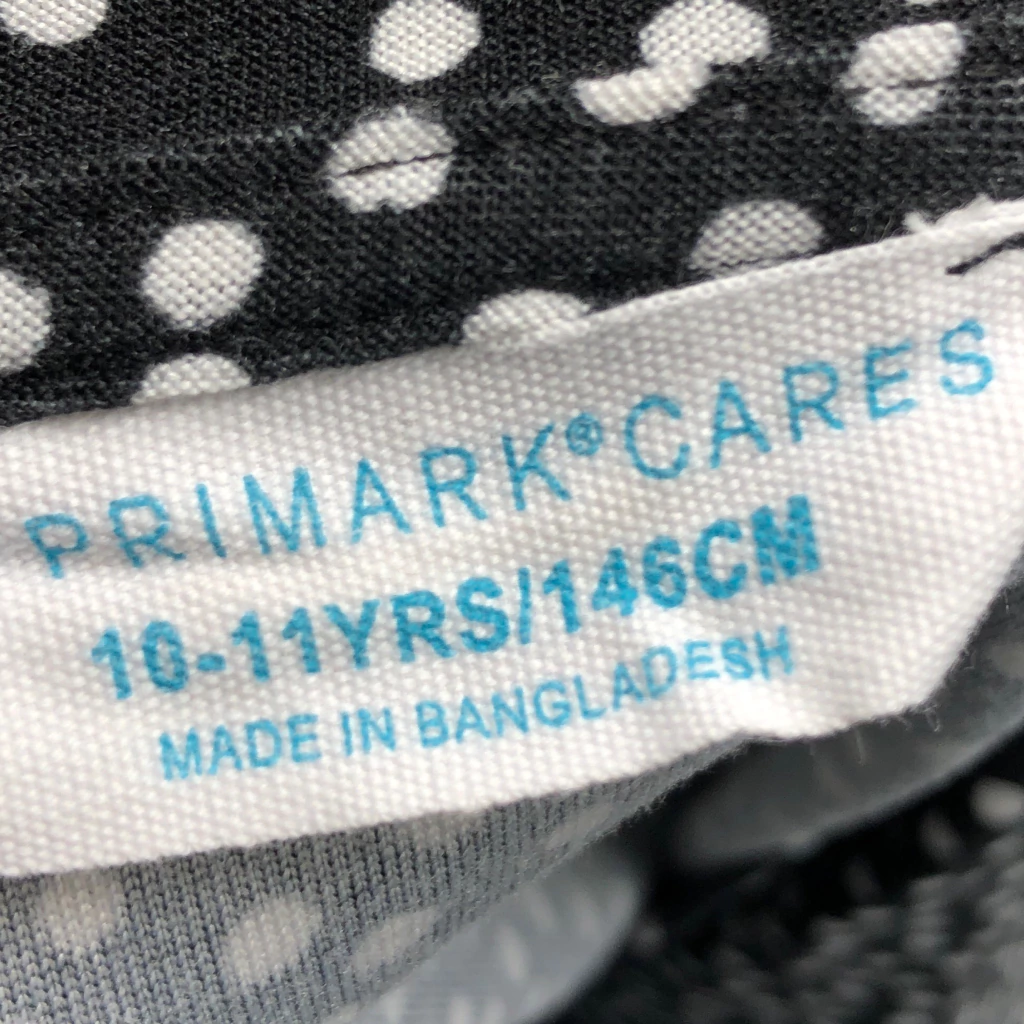 PRIMARK® CARES
10-11YRS/146CM
MADE IN BANGLADESH